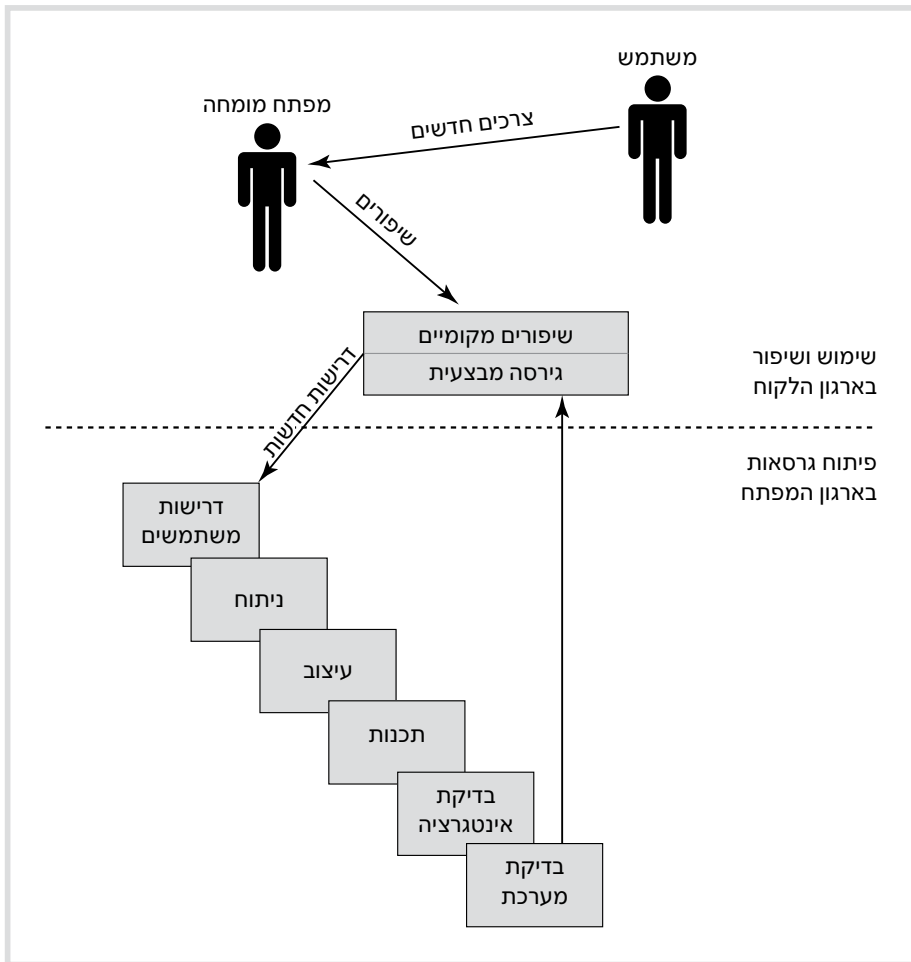 משתמש
מפתח מומחה
צרכים חדשים
שיפורים
שיפורים מקומיים
גירסה מבצעית
דרישות חדשות
שימוש ושיפור
בארגון הלקוח
פיתוח גרסאות
בארגון המפתח
דרישות
משתמשים
ניתוח
עיצוב
תכנות
בדיקת
אינטגרציה
בדיקת
מערכת